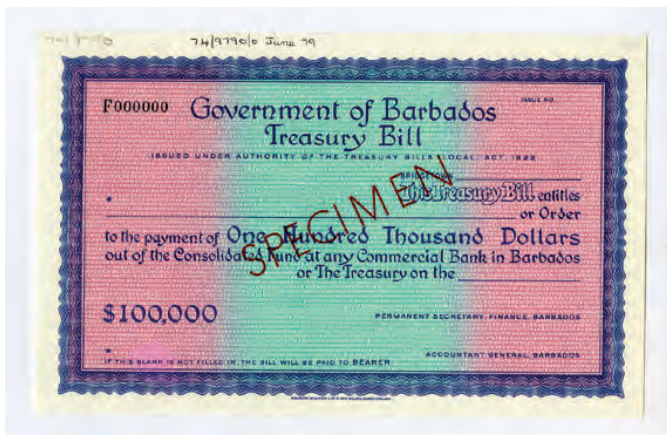 74/9790/0 June 99
F000000
ISSUE NO.
Government of Barbados
Treasury Bill
ISSUED UNDER AUTHORITY OF THE TREASURY BILLS (LOCAL) ACT, 1922
BRIDGETOWN
* This Treasury Bill entitles
or Order
to the payment of One Hundred Thousand Dollars
out of the Consolidated Fund at any Commercial Bank in Barbados
or The Treasury on the
SPECIMEN
$100,000
PERMANENT SECRETARY, FINANCE, BARBADOS
ACCOUNTANT GENERAL, BARBADOS
* IF THIS BLANK IS NOT FILLED IN, THE BILL WILL BE PAID TO BEARER